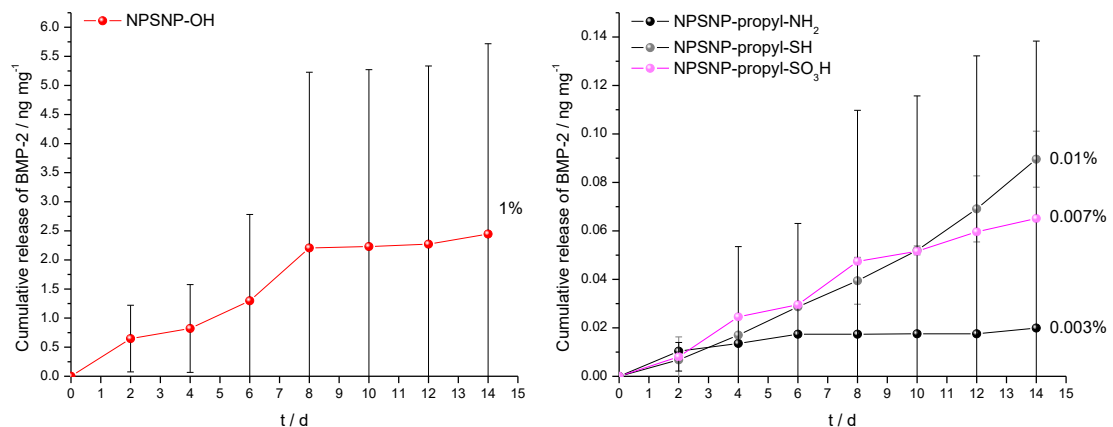 NPSNP-OH
6.0
5.5
5.0
4.5
4.0
3.5
3.0
2.5
2.0
1.5
1.0
0.5
0.0
Cumulative release of BMP-2 / ng mg⁻¹
1%
0 1 2 3 4 5 6 7 8 9 10 11 12 13 14 15
t / d
NPSNP-propyl-NH₂
NPSNP-propyl-SH
NPSNP-propyl-SO₃H
0.14
0.12
0.10
0.08
0.06
0.04
0.02
0.00
Cumulative release of BMP-2 / ng mg⁻¹
0.01%
0.007%
0.003%
0 1 2 3 4 5 6 7 8 9 10 11 12 13 14 15
t / d